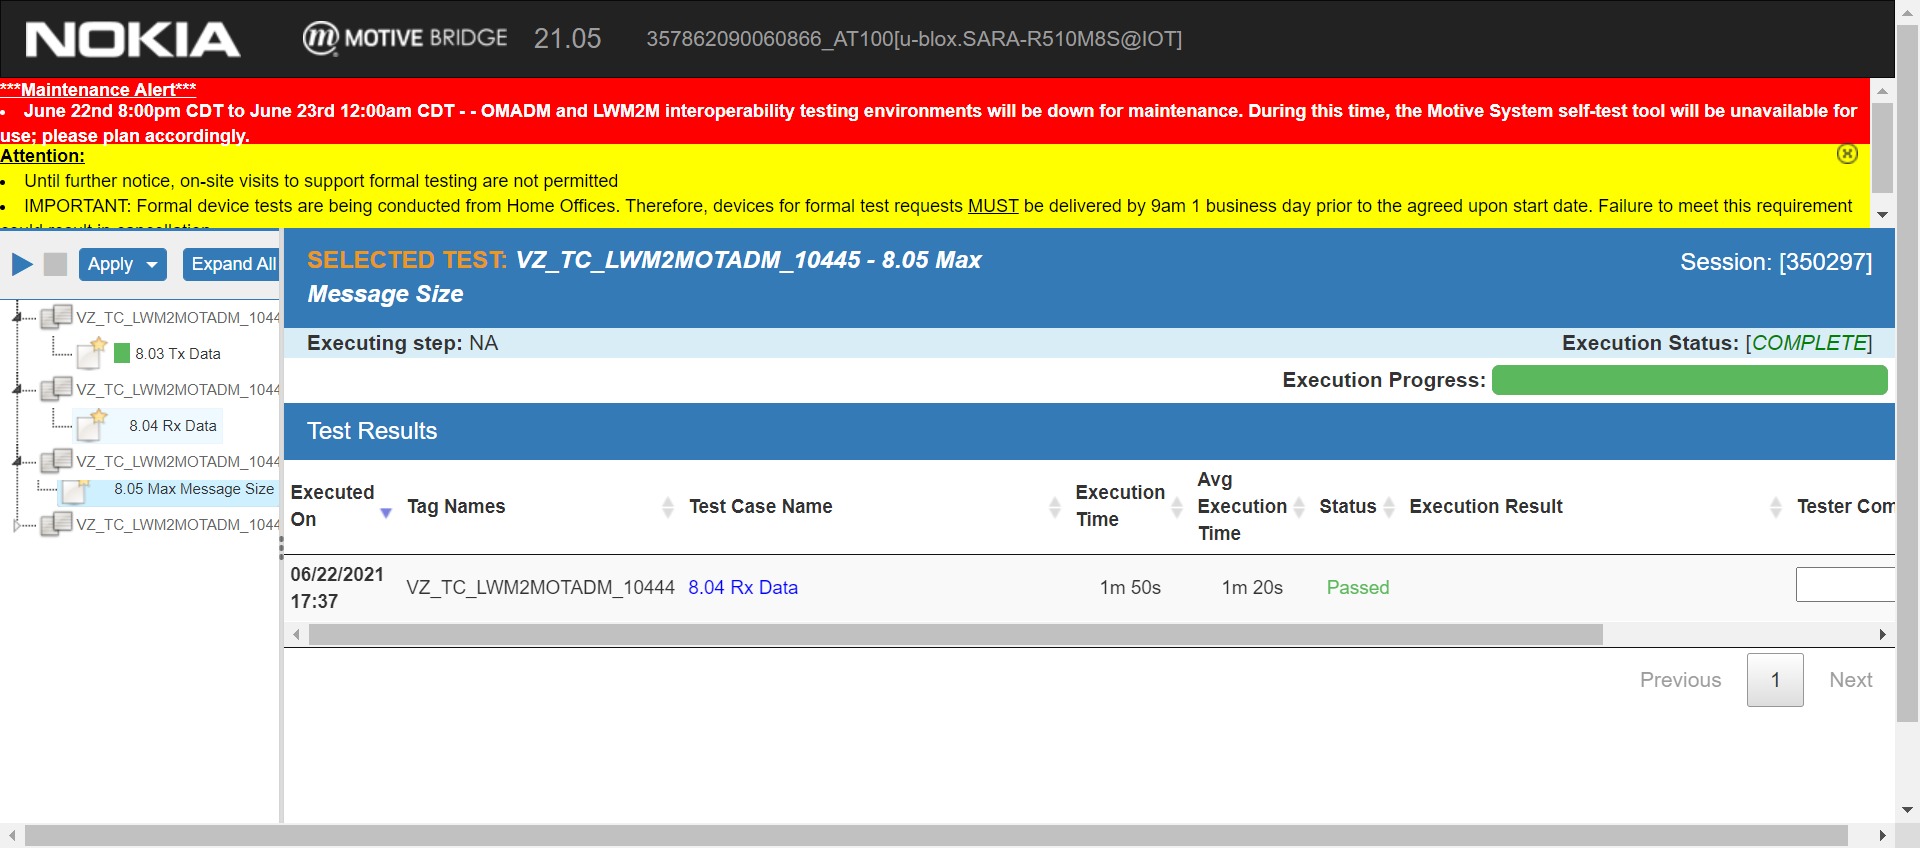 NOKIA
m MOTIVE BRIDGE 21.05 357862090060866_AT100[u-blox.SARA-R510M8S@IOT]
***Maintenance Alert***
• June 22nd 8:00pm CDT to June 23rd 12:00am CDT - - OMADM and LWM2M interoperability testing environments will be down for maintenance. During this time, the Motive System self-test tool will be unavailable for
use; please plan accordingly.
Attention:
• Until further notice, on-site visits to support formal testing are not permitted
• IMPORTANT: Formal device tests are being conducted from Home Offices. Therefore, devices for formal test requests MUST be delivered by 9am 1 business day prior to the agreed upon start date. Failure to meet this requirement
could result in cancellation
Apply Expand All
VZ_TC_LWM2MOTADM_1044
8.03 Tx Data
VZ_TC_LWM2MOTADM_1044
8.04 Rx Data
VZ_TC_LWM2MOTADM_1044
8.05 Max Message Size
VZ_TC_LWM2MOTADM_1044
SELECTED TEST: VZ_TC_LWM2MOTADM_10445 - 8.05 Max
Message Size
Session: [350297]
Executing step: NA
Execution Status: [COMPLETE]
Execution Progress:
Test Results
Executed
On
Tag Names
Test Case Name
Execution
Time
Avg
Execution
Time
Status
Execution Result
Tester Com
06/22/2021
17:37
VZ_TC_LWM2MOTADM_10444
8.04 Rx Data
1m 50s
1m 20s
Passed
Previous 1 Next